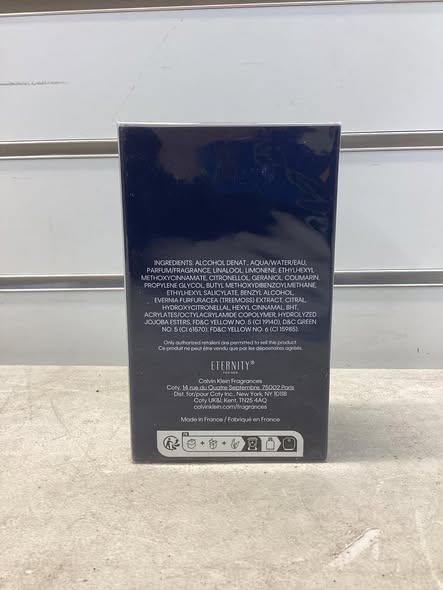 INGREDIENTS: ALCOHOL DENAT., AQUA/WATER/EAU,
PARFUM/FRAGRANCE, LINALOOL, LIMONENE, ETHYLHEXYL
METHOXYCINNAMATE, CITRONELLOL, GERANIOL, COUMARIN,
PROPYLENE GLYCOL, BUTYL METHOXYDIBENZOYLMETHANE,
ETHYLHEXYL SALICYLATE, BENZYL ALCOHOL,
EVERNIA FURFURACEA (TREEMOSS) EXTRACT, CITRAL,
HYDROXYCITRONELLAL, HEXYL CINNAMAL, BHT,
ACRYLATES/OCTYLACRYLAMIDE COPOLYMER, HYDROLYZED
JOJOBA ESTERS, FD&C YELLOW NO. 5 (CI 19140), D&C GREEN
NO. 5 (CI 61570), FD&C YELLOW NO. 6 (CI 15985).
Only authorized retailers are permitted to sell this product
Ce produit ne peut être vendu que par les dépositaires agréés.
ETERNITY®
FOR MEN
Calvin Klein Fragrances
Coty, 14 rue du Quatre Septembre, 75002 Paris
Dist. for/pour Coty Inc., New York, NY 10118
Coty UK&I, Kent, TN25 4AQ
calvinklein.com/fragrances
Made in France / Fabriqué en France
FR